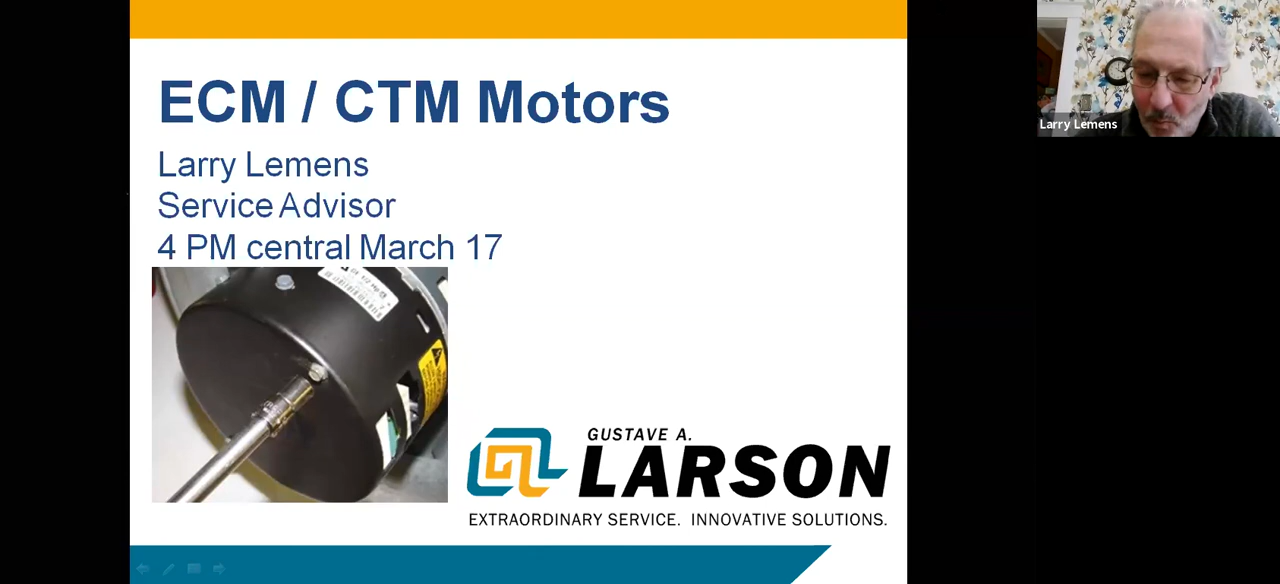 ECM / CTM Motors
Larry Lemens
Service Advisor
4 PM central March 17
GUSTAVE A.
LARSON
EXTRAORDINARY SERVICE. INNOVATIVE SOLUTIONS.
Larry Lemens